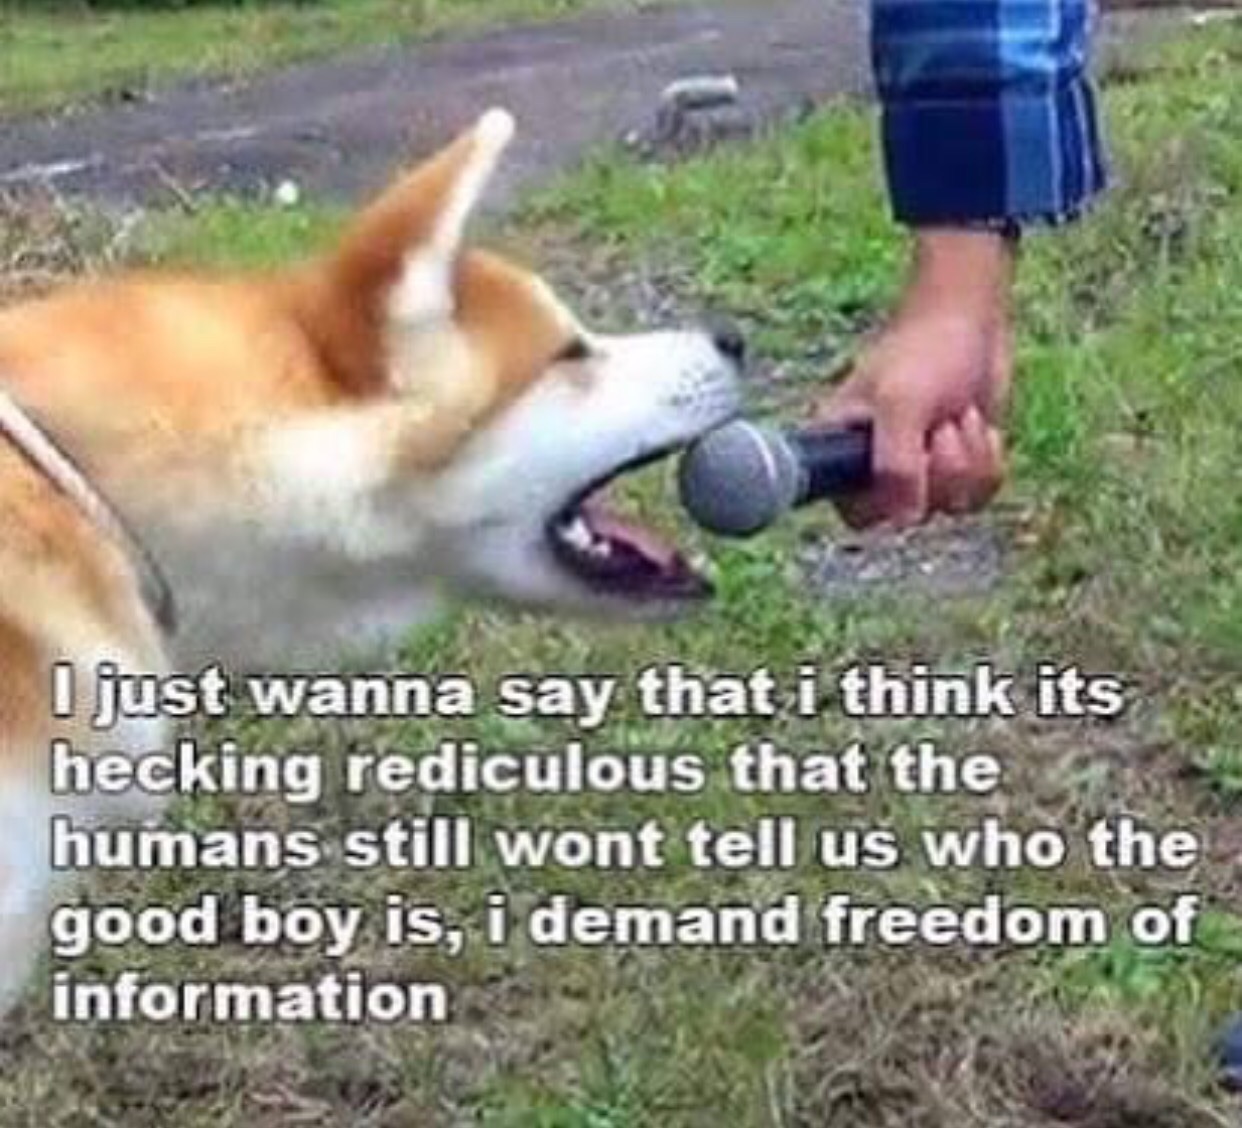 I just wanna say that i think its
hecking rediculous that the
humans still wont tell us who the
good boy is, i demand freedom of
information